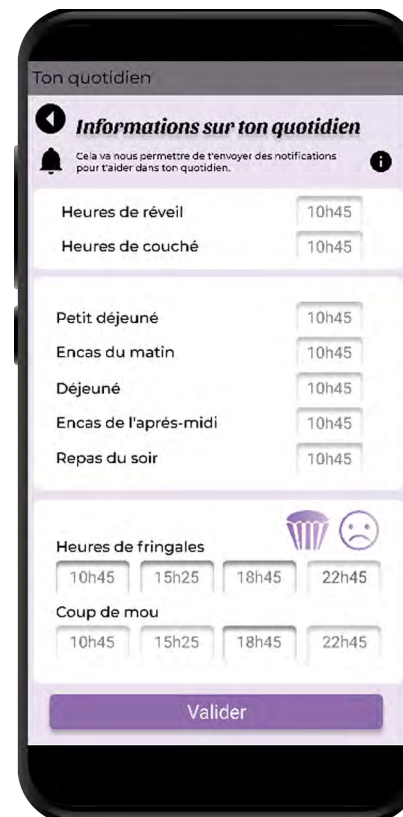 Ton quotidien
Informations sur ton quotidien
Cela va nous permettre de t'envoyer des notifications
pour t'aider dans ton quotidien.
Heures de réveil 10h45
Heures de couché 10h45
Petit déjeuné 10h45
Encas du matin 10h45
Déjeuné 10h45
Encas de l'aprés-midi 10h45
Repas du soir 10h45
Heures de fringales
10h45 15h25 18h45 22h45
Coup de mou
10h45 15h25 18h45 22h45
Valider